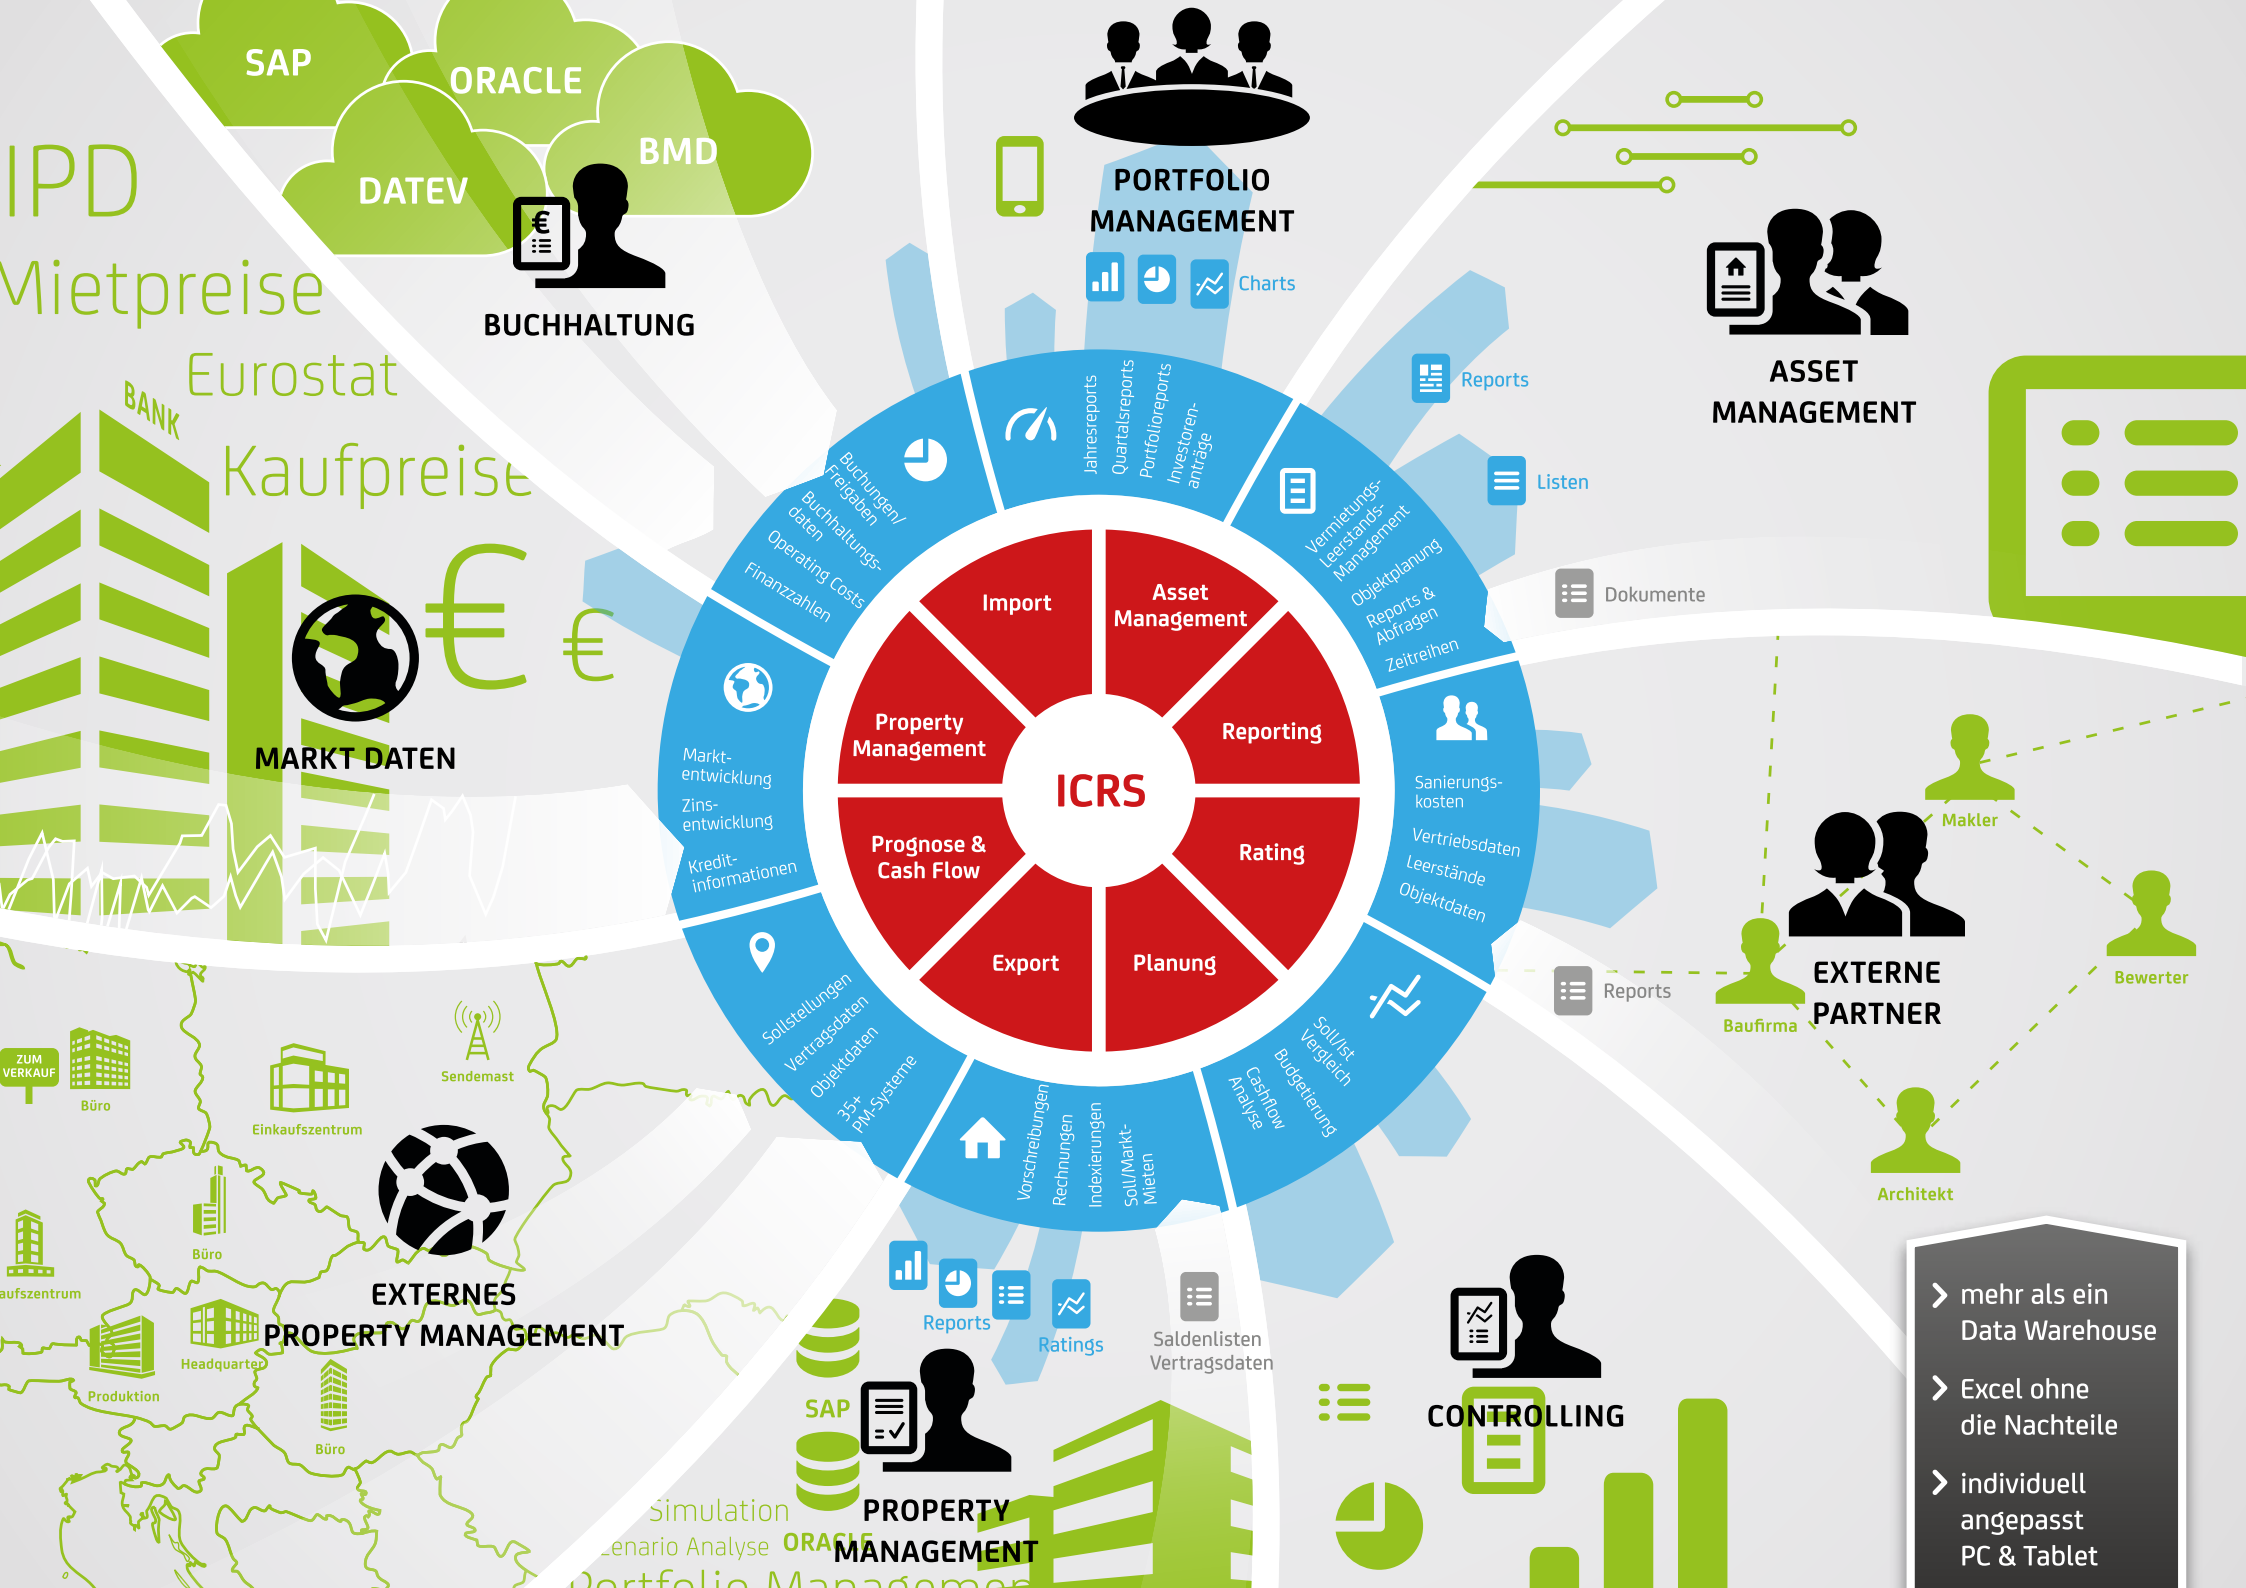 SAP
ORACLE
BMD
DATEV
BUCHHALTUNG
IPD
Mietpreise
Eurostat
Kaufpreise
BANK
€
€
€
MARKT DATEN
PORTFOLIO
MANAGEMENT
Charts
Reports
Listen
Dokumente
ASSET
MANAGEMENT
Jahresreports
Quartalsreports
Portfolioreports
Investoren-
anträge
Vermietungs-
Leerstands-
Management
Objektplanung
Reports &
Abfragen
Zeitreihen
Sanierungs-
kosten
Vertriebsdaten
Leerstände
Objektdaten
Soll/Ist
Vergleich
Budgetierung
Cashflow
Analyse
Vorschreibungen
Rechnungen
Indexierungen
Soll/Markt-
Mieten
Sollstellungen
Vertragsdaten
Objektdaten
35+
PM-Systeme
Markt-
entwicklung
Zins-
entwicklung
Kredit-
informationen
Buchungen/
Freigaben
Buchhaltungs-
daten
Operating Costs
Finanzzahlen
Import
Asset
Management
Reporting
Rating
Planung
Export
Prognose &
Cash Flow
Property
Management
ICRS
Makler
Bewerter
Baufirma
Architekt
EXTERNE
PARTNER
Reports
ZUM
VERKAUF
Büro
Sendemast
Einkaufszentrum
Büro
aufszentrum
Headquarter
Produktion
Büro
EXTERNES
PROPERTY MANAGEMENT
Reports
Ratings
Saldenlisten
Vertragsdaten
SAP
ORACLE
Simulation
enario Analyse
Portfolio Managemen
PROPERTY
MANAGEMENT
CONTROLLING
mehr als ein
Data Warehouse
Excel ohne
die Nachteile
individuell
angepasst
PC & Tablet